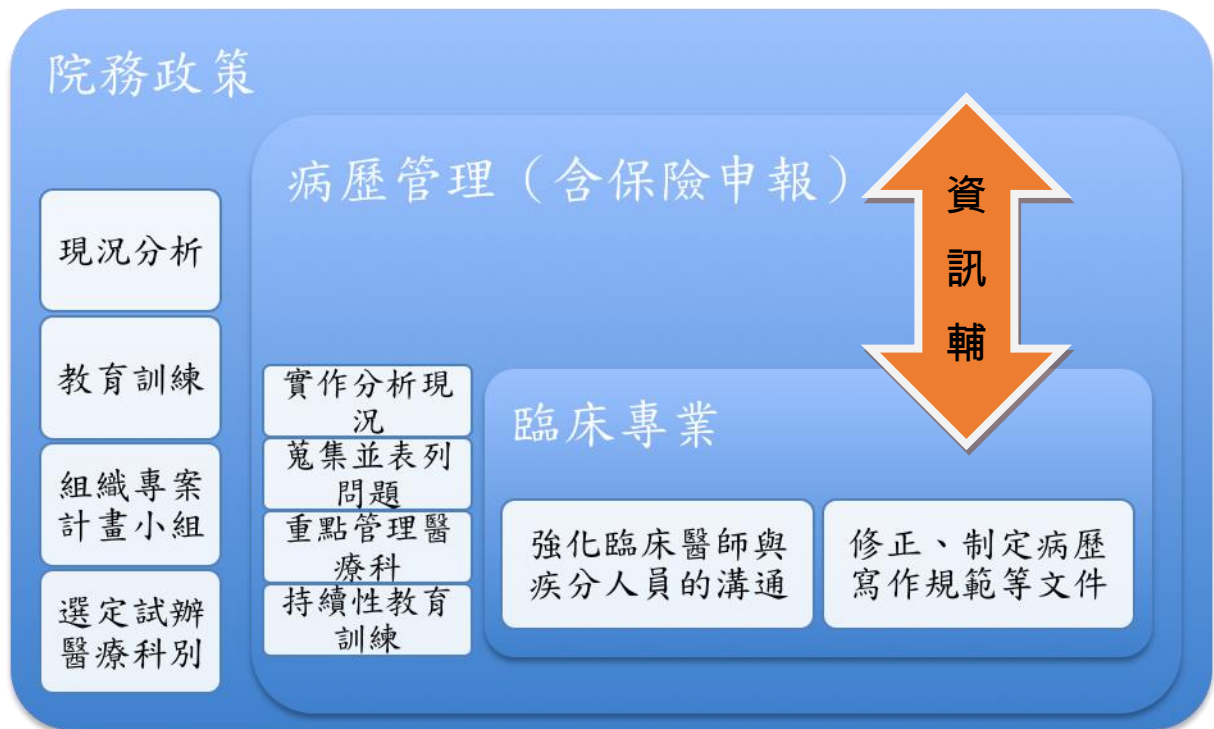 院務政策
現況分析
教育訓練
組織專案
計畫小組
選定試辦
醫療科別
病歷管理（含保險申報）
實作分析現
況
蒐集並表列
問題
重點管理醫
療科
持續性教育
訓練
臨床專業
強化臨床醫師與
疾分人員的溝通
修正、制定病歷
寫作規範等文件
資
訊
輔